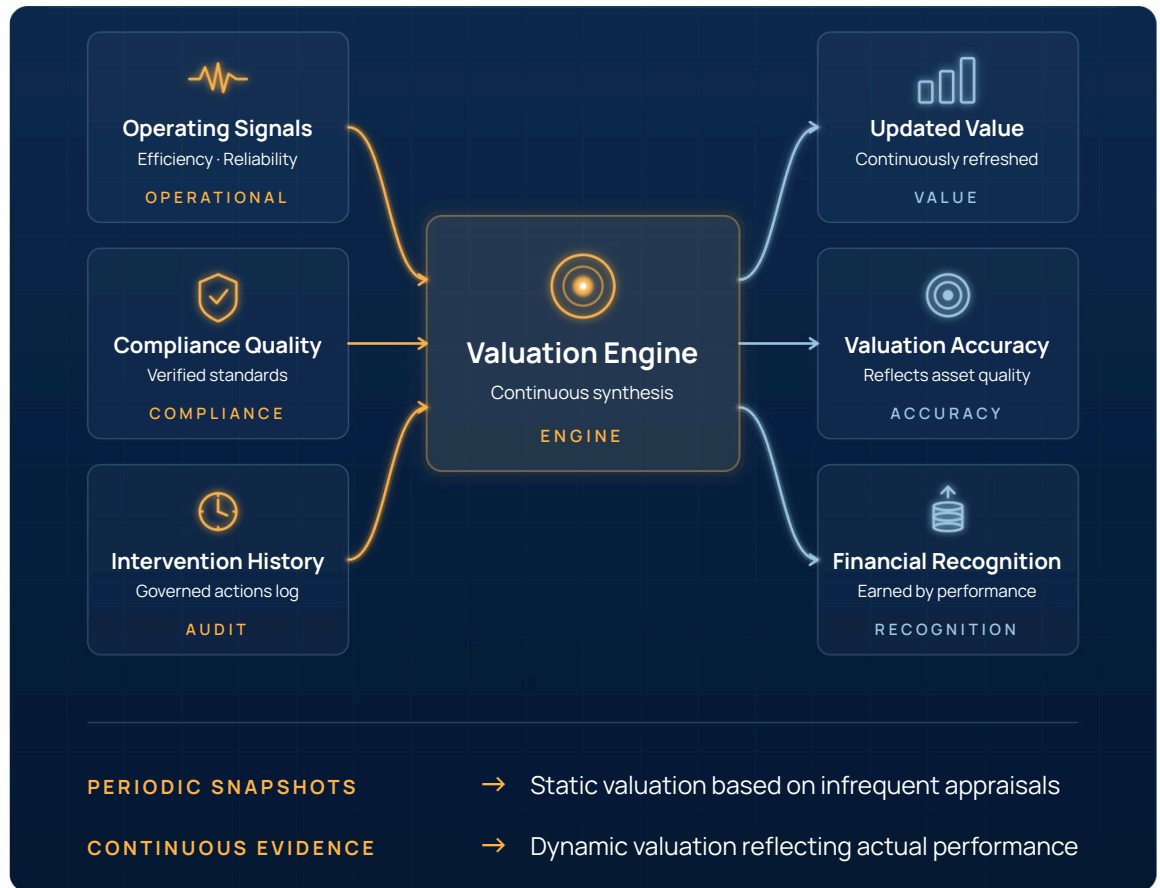 Operating Signals
Efficiency · Reliability
OPERATIONAL
Compliance Quality
Verified standards
COMPLIANCE
Intervention History
Governed actions log
AUDIT
Valuation Engine
Continuous synthesis
ENGINE
Updated Value
Continuously refreshed
VALUE
Valuation Accuracy
Reflects asset quality
ACCURACY
Financial Recognition
Earned by performance
RECOGNITION
PERIODIC SNAPSHOTS → Static valuation based on infrequent appraisals
CONTINUOUS EVIDENCE → Dynamic valuation reflecting actual performance